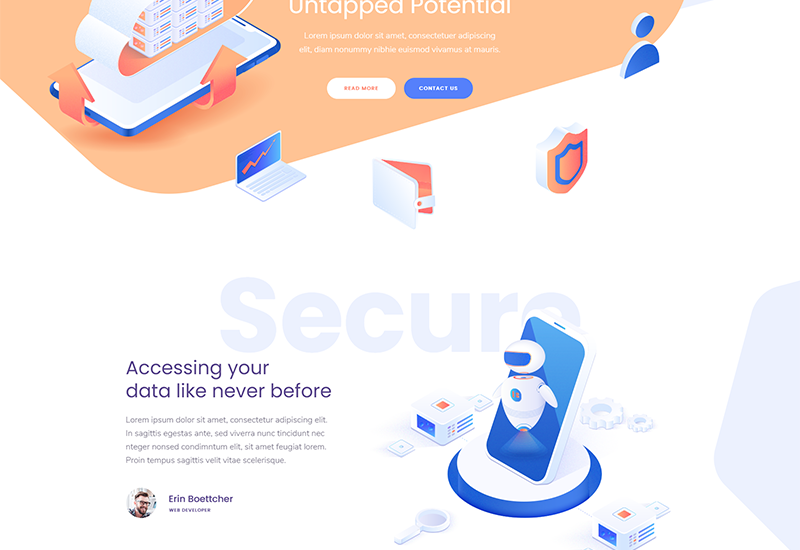 Untapped Potential
Lorem ipsum dolor sit amet, consectetuer adipiscing
elit, diam nonummy nibhie euismod vivamus at mauris.
READ MORE
CONTACT US
Secure
Accessing your
data like never before
Lorem ipsum dolor sit amet, consectetur adipiscing elit.
In sagittis egestas ante, sed viverra nunc tincidunt nec
nteger nonsed condimntum elit, sit amet feugiat lorem.
Proin tempus sagittis velit vitae scelerisque.
Erin Boettcher
WEB DEVELOPER